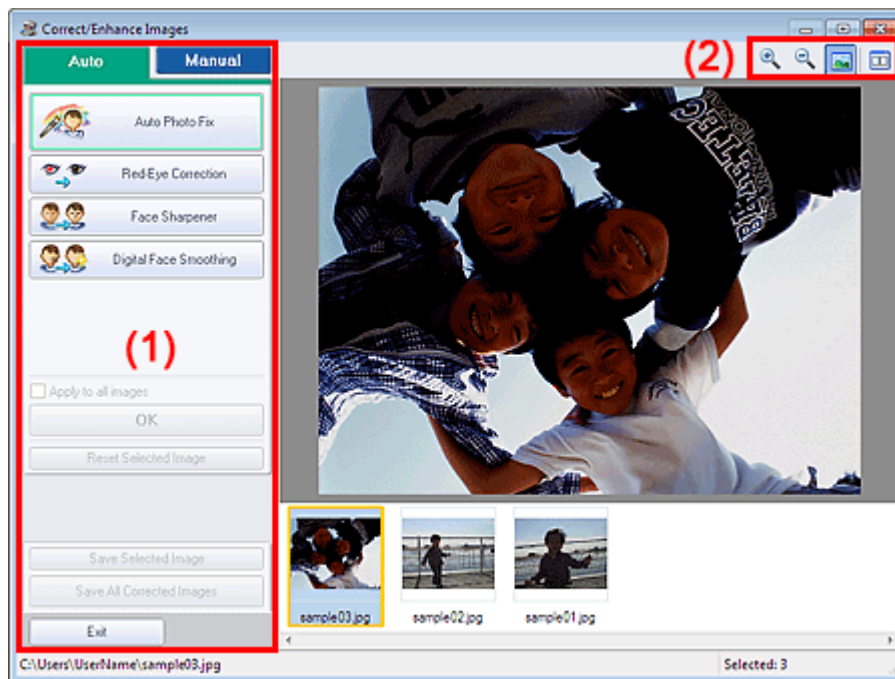 Correct/Enhance Images
Auto
Manual
(2)
Auto Photo Fix
Red-Eye Correction
Face Sharpener
Digital Face Smoothing
(1)
Apply to all images
OK
Reset Selected Image
Save Selected Image
Save All Corrected Images
Exit
sample03.jpg
sample02.jpg
sample01.jpg
C:\Users\UserName\sample03.jpg
Selected: 3